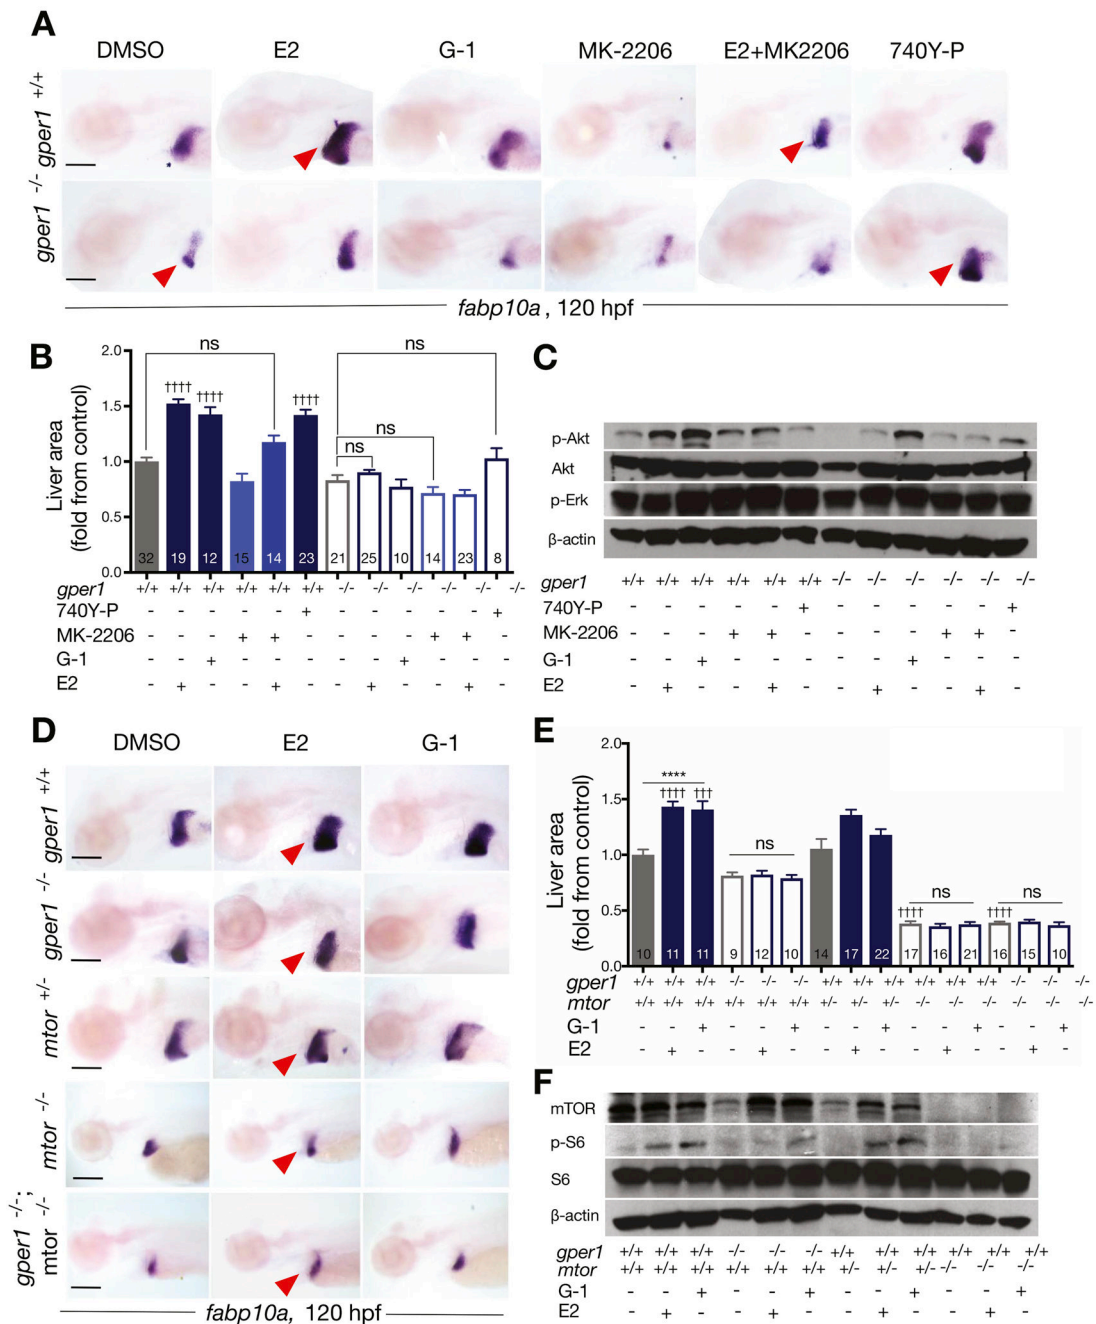 A
DMSO E2 G-1 MK-2206 E2+MK2206 740Y-P
gper1 +/+
gper1 -/-
fabp10a , 120 hpf
B
Liver area
(fold from control)
2.0
1.5
1.0
0.5
0.0
ns ns
†††† †††† ††††
ns ns
32 19 12 15 14 23 21 25 10 14 23 8
gper1 +/+ +/+ +/+ +/+ +/+ +/+ -/- -/- -/- -/- -/- -/- -/-
740Y-P - - - - - + - - - - - +
MK-2206 - - - + + - - - - + + -
G-1 - - + - - - - - + - - -
E2 - + - - + - - + - - + -
C
p-Akt
Akt
p-Erk
β-actin
gper1 +/+ +/+ +/+ +/+ +/+ +/+ -/- -/- -/- -/- -/- -/-
740Y-P - - - - - + - - - - - +
MK-2206 - - - + + - - - - + + -
G-1 - - + - - - - - + - - -
E2 - + - - + - - + - - + -
D
DMSO E2 G-1
gper1 +/+
gper1 -/-
mtor +/-
mtor -/-
gper1 -/-;
mtor -/-
fabp10a, 120 hpf
E
Liver area
(fold from control)
2.0
1.5
1.0
0.5
0.0
****
†††† †††
ns
ns ns
†††† ††††
10 11 11 9 12 10 14 17 22 17 16 21 16 15 10
gper1 +/+ +/+ +/+ -/- -/- -/- +/+ +/+ +/+ +/+ +/+ +/+ -/- -/- -/-
mtor +/+ +/+ +/+ +/+ +/+ +/+ +/- +/- +/- -/- -/- -/- -/- -/- -/-
G-1 - - + - - + - - + - - + - - +
E2 - + - - + - - + - - + - - + -
F
mTOR
p-S6
S6
β-actin
gper1 +/+ +/+ +/+ -/- -/- -/- +/+ +/+ +/+ +/+ +/+ +/+
mtor +/+ +/+ +/+ +/+ +/+ +/+ +/- +/- +/- -/- -/- -/-
G-1 - - + - - + - - + - - +
E2 - + - - + - - + - - + -